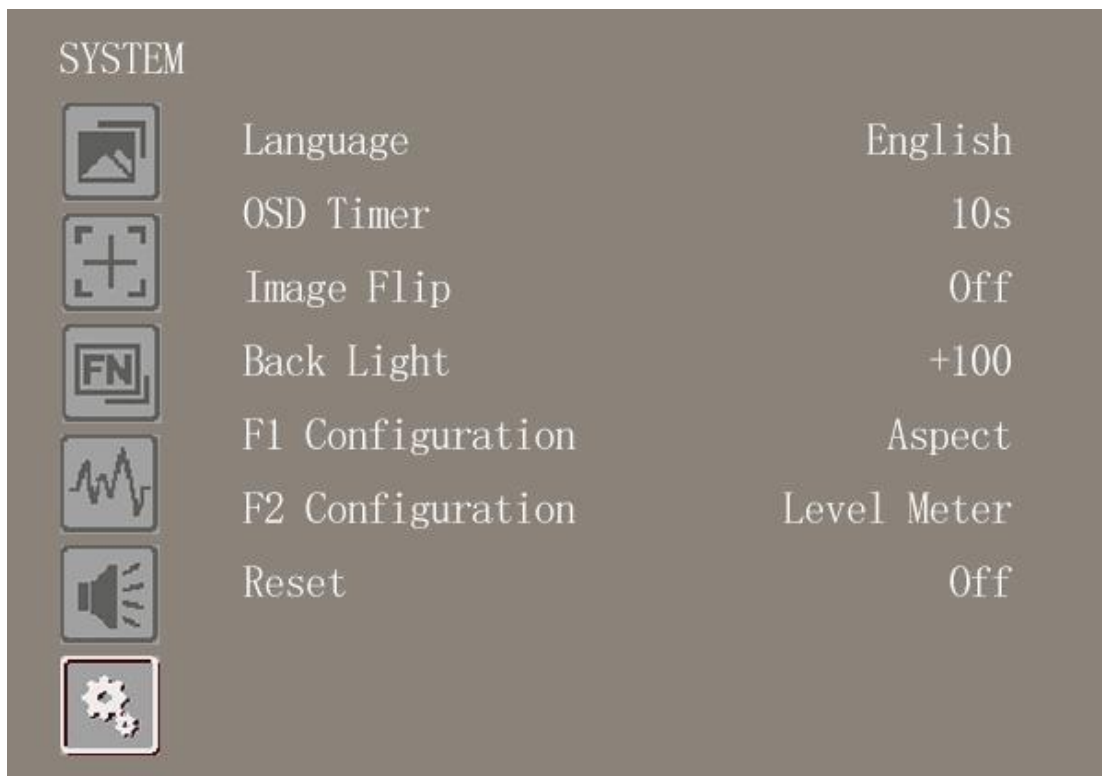 SYSTEM
Language English
OSD Timer 10s
Image Flip Off
FN
Back Light +100
F1 Configuration Aspect
F2 Configuration Level Meter
Reset Off